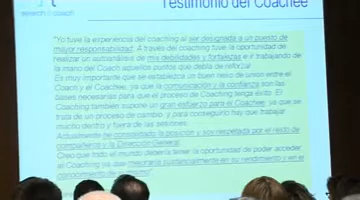 Testimonio del Coachee
search & coach
"Yo tuve la experiencia del coaching al ser designada a un puesto de
mayor responsabilidad. A través del coaching tuve la oportunidad de
realizar un autoanálisis de mis debilidades y fortalezas e ir trabajando de
la mano del Coach aquellos puntos que debía de reforzar.
Es muy importante que se establezca un buen nexo de unión entre el
Coach y el Coachee, ya que la comunicación y la confianza son las
bases necesarias para que el proceso de Coaching tenga éxito. El
Coaching también supone un gran esfuerzo para el Coachee, ya que se
trata de un proceso de cambio, y para conseguirlo hay que trabajar
mucho dentro y fuera de las sesiones.
Actualmente he consolidado la posición y soy respetada por el resto de
compañeros y la Dirección General.
Creo que todo el mundo debería tener la oportunidad de poder acceder
al Coaching ya que mejoraría sustancialmente en su rendimiento y en el
conocimiento de